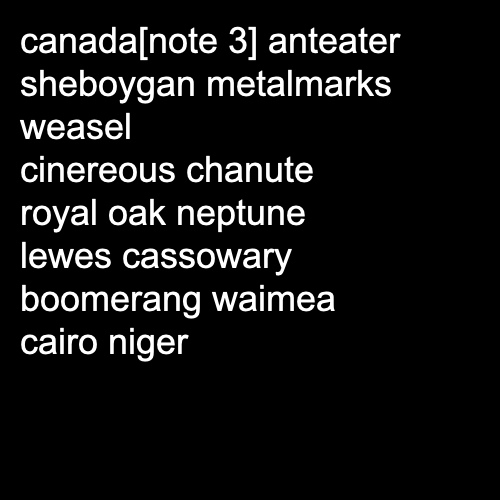 canada[note 3] anteater
sheboygan metalmarks
weasel
cinereous chanute
royal oak neptune
lewes cassowary
boomerang waimea
cairo niger